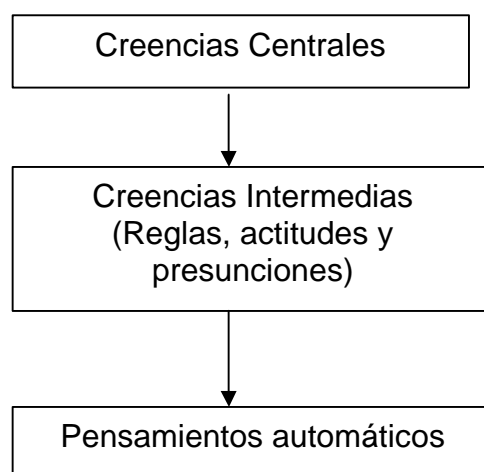 Creencias Centrales
Creencias Intermedias
(Reglas, actitudes y
presunciones)
Pensamientos automáticos